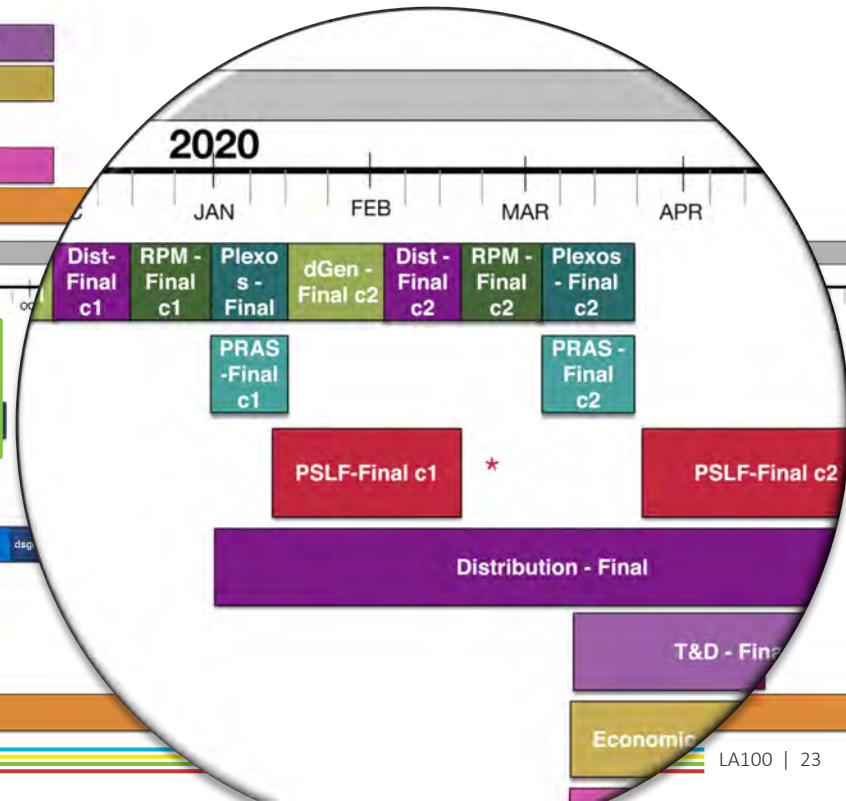 2020
JAN
FEB
MAR
APR
Dist-
Final
c1
RPM -
Final
c1
Plexo
s -
Final
dGen -
Final c2
Dist -
Final
c2
RPM -
Final
c2
Plexos
- Final
c2
PRAS
-Final
c1
PRAS -
Final
c2
PSLF-Final c1
*
PSLF-Final c2
Distribution - Final
T&D -
Economic
LA100 | 23